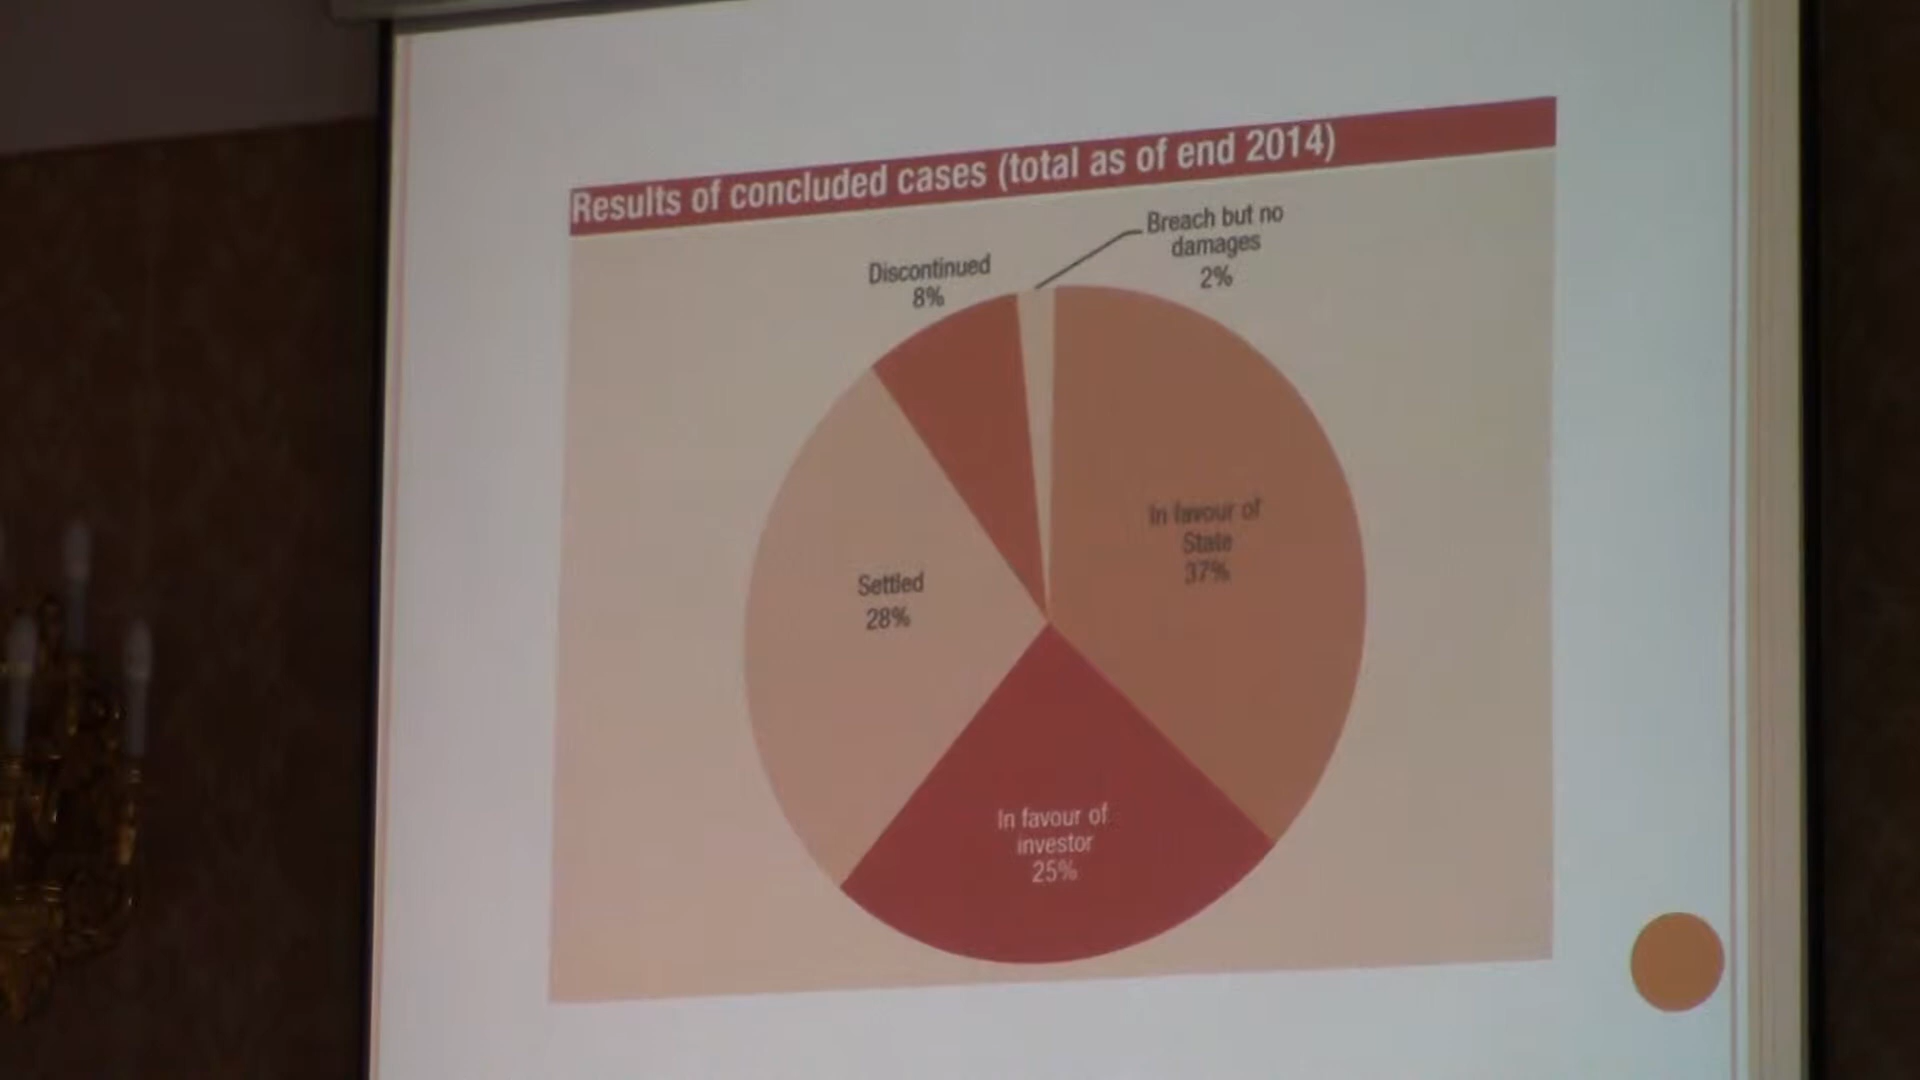 Results of concluded cases (total as of end 2014)
Breach but no
damages
2%
Discontinued
8%
In favour of
State
37%
Settled
28%
In favour of
investor
25%